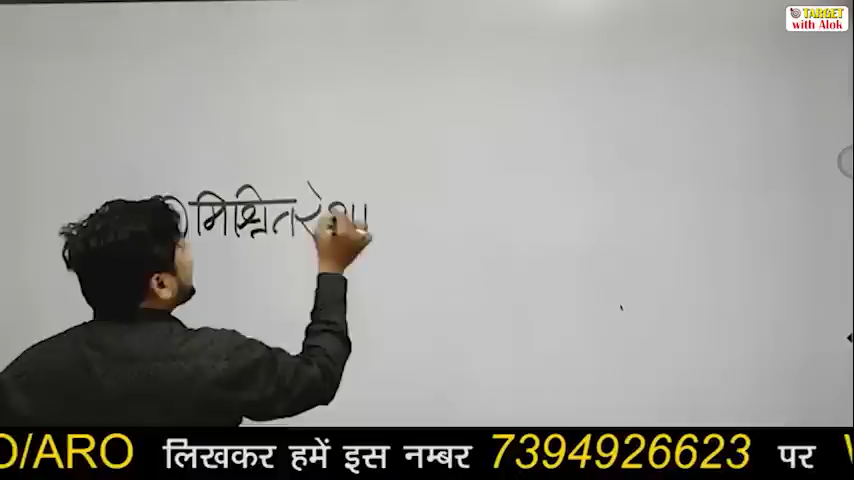 TARGET
with Alok
मिश्रित रेशा
O/ARO लिखकर हमें इस नम्बर 7394926623 पर